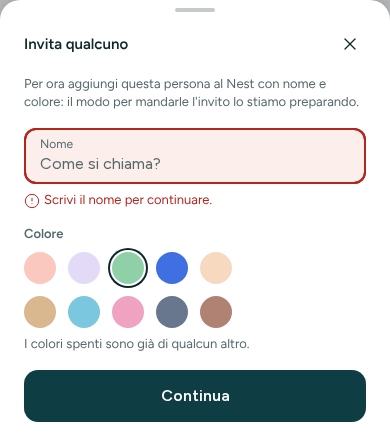 Invita qualcuno
Per ora aggiungi questa persona al Nest con nome e
colore: il modo per mandarle l'invito lo stiamo preparando.
Nome
Come si chiama?
Scrivi il nome per continuare.
Colore
I colori spenti sono già di qualcun altro.
Continua